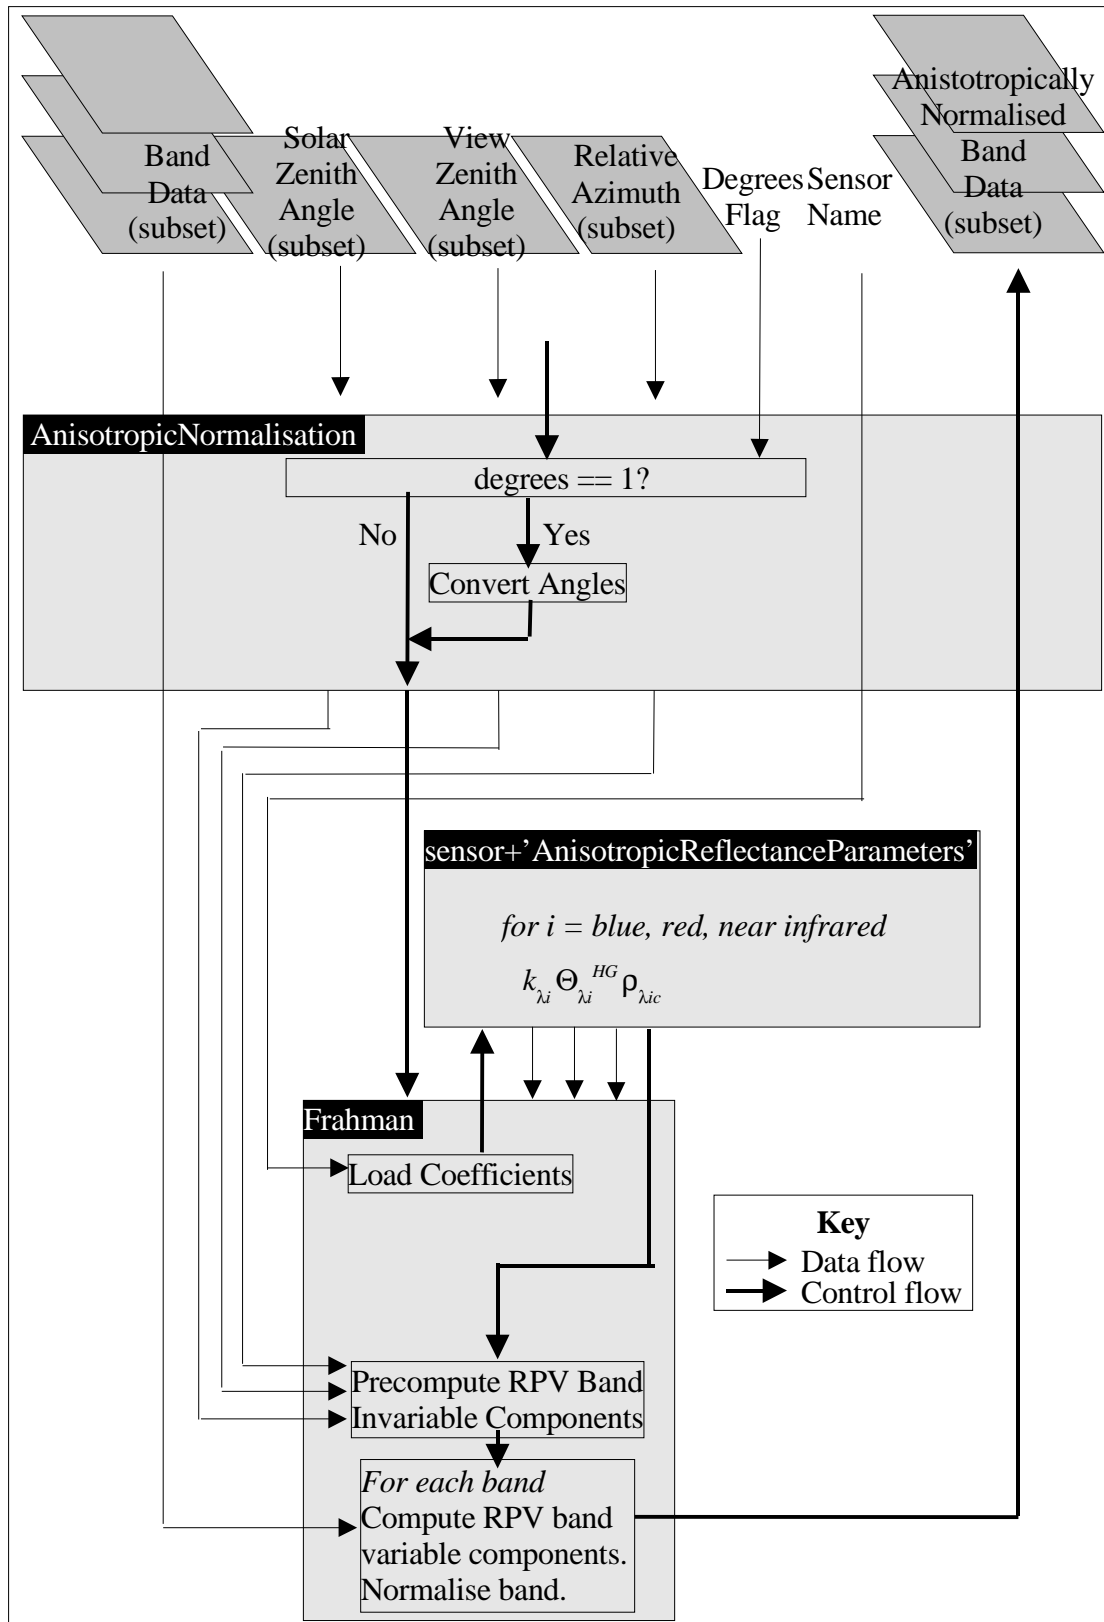 Band
Data
(subset)
Solar
Zenith
Angle
(subset)
View
Zenith
Angle
(subset)
Relative
Azimuth
(subset)
Degrees
Flag
Sensor
Name
Anistotropically
Normalised
Band
Data
(subset)
AnisotropicNormalisation
degrees == 1?
No
Yes
Convert Angles
sensor+’AnisotropicReflectanceParameters’
for i = blue, red, near infrared
k_λi Θ_λi^HG ρ_λic
Frahman
Load Coefficients
Key
Data flow
Control flow
Precompute RPV Band
Invariable Components
For each band
Compute RPV band
variable components.
Normalise band.